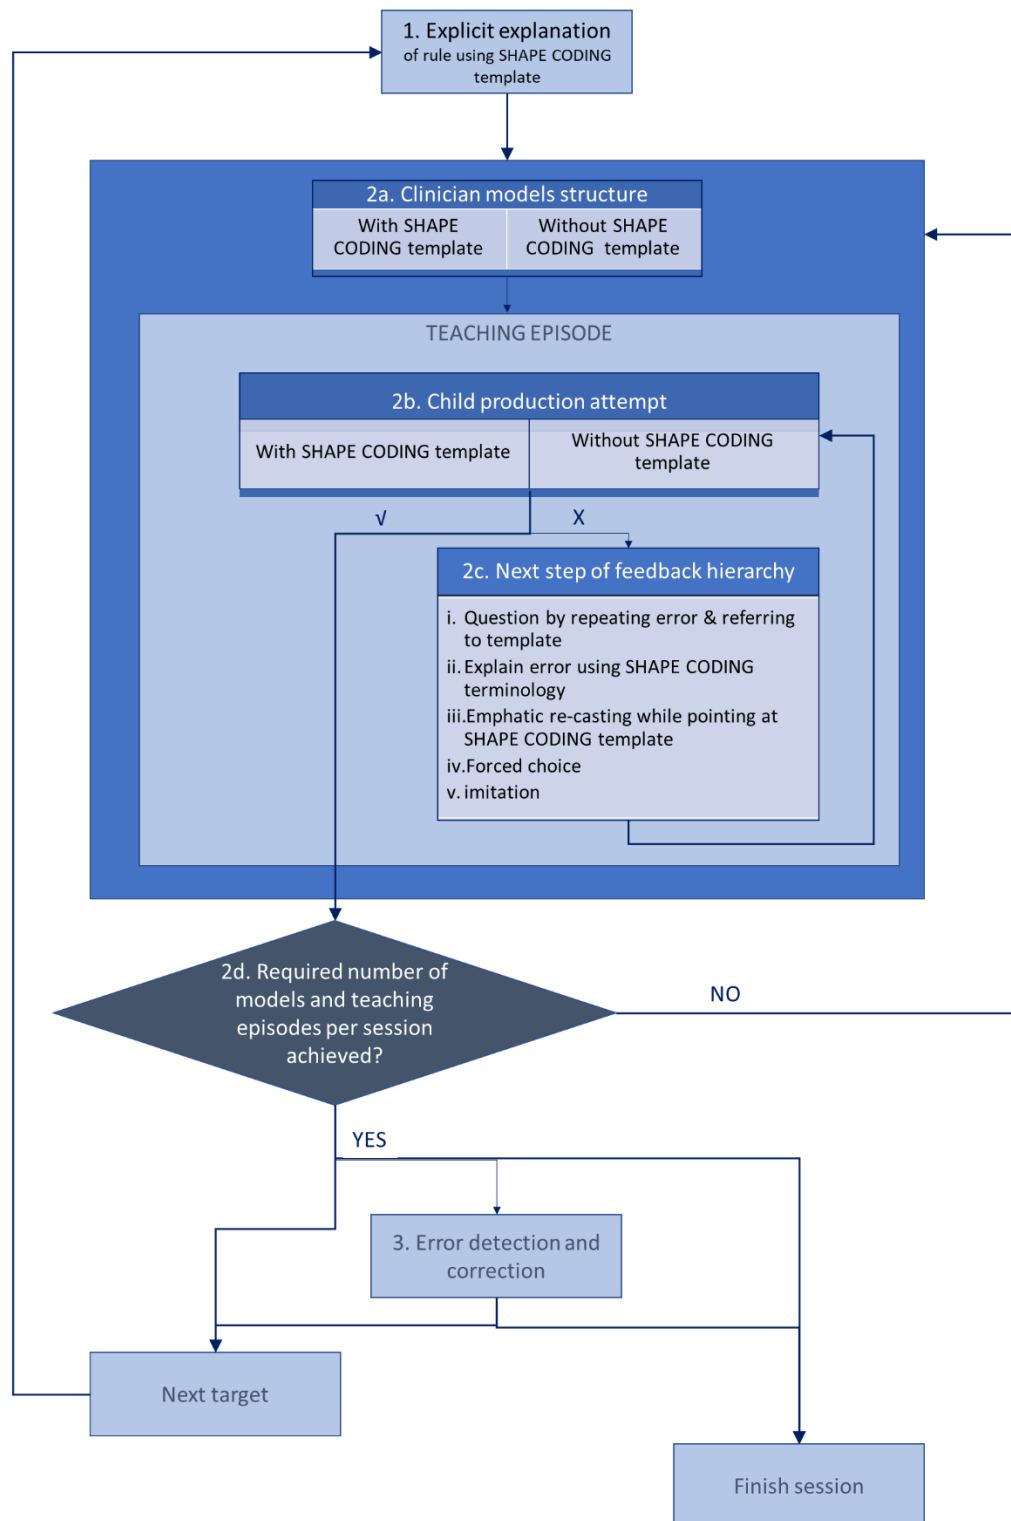 1. Explicit explanation
of rule using SHAPE CODING
template
2a. Clinician models structure
With SHAPE
CODING template
Without SHAPE
CODING template
TEACHING EPISODE
2b. Child production attempt
With SHAPE CODING template
Without SHAPE CODING
template
√
X
2c. Next step of feedback hierarchy
i. Question by repeating error & referring
to template
ii. Explain error using SHAPE CODING
terminology
iii.Emphatic re-casting while pointing at
SHAPE CODING template
iv.Forced choice
v. imitation
2d. Required number of
models and teaching
episodes per session
achieved?
NO
YES
3. Error detection and
correction
Next target
Finish session